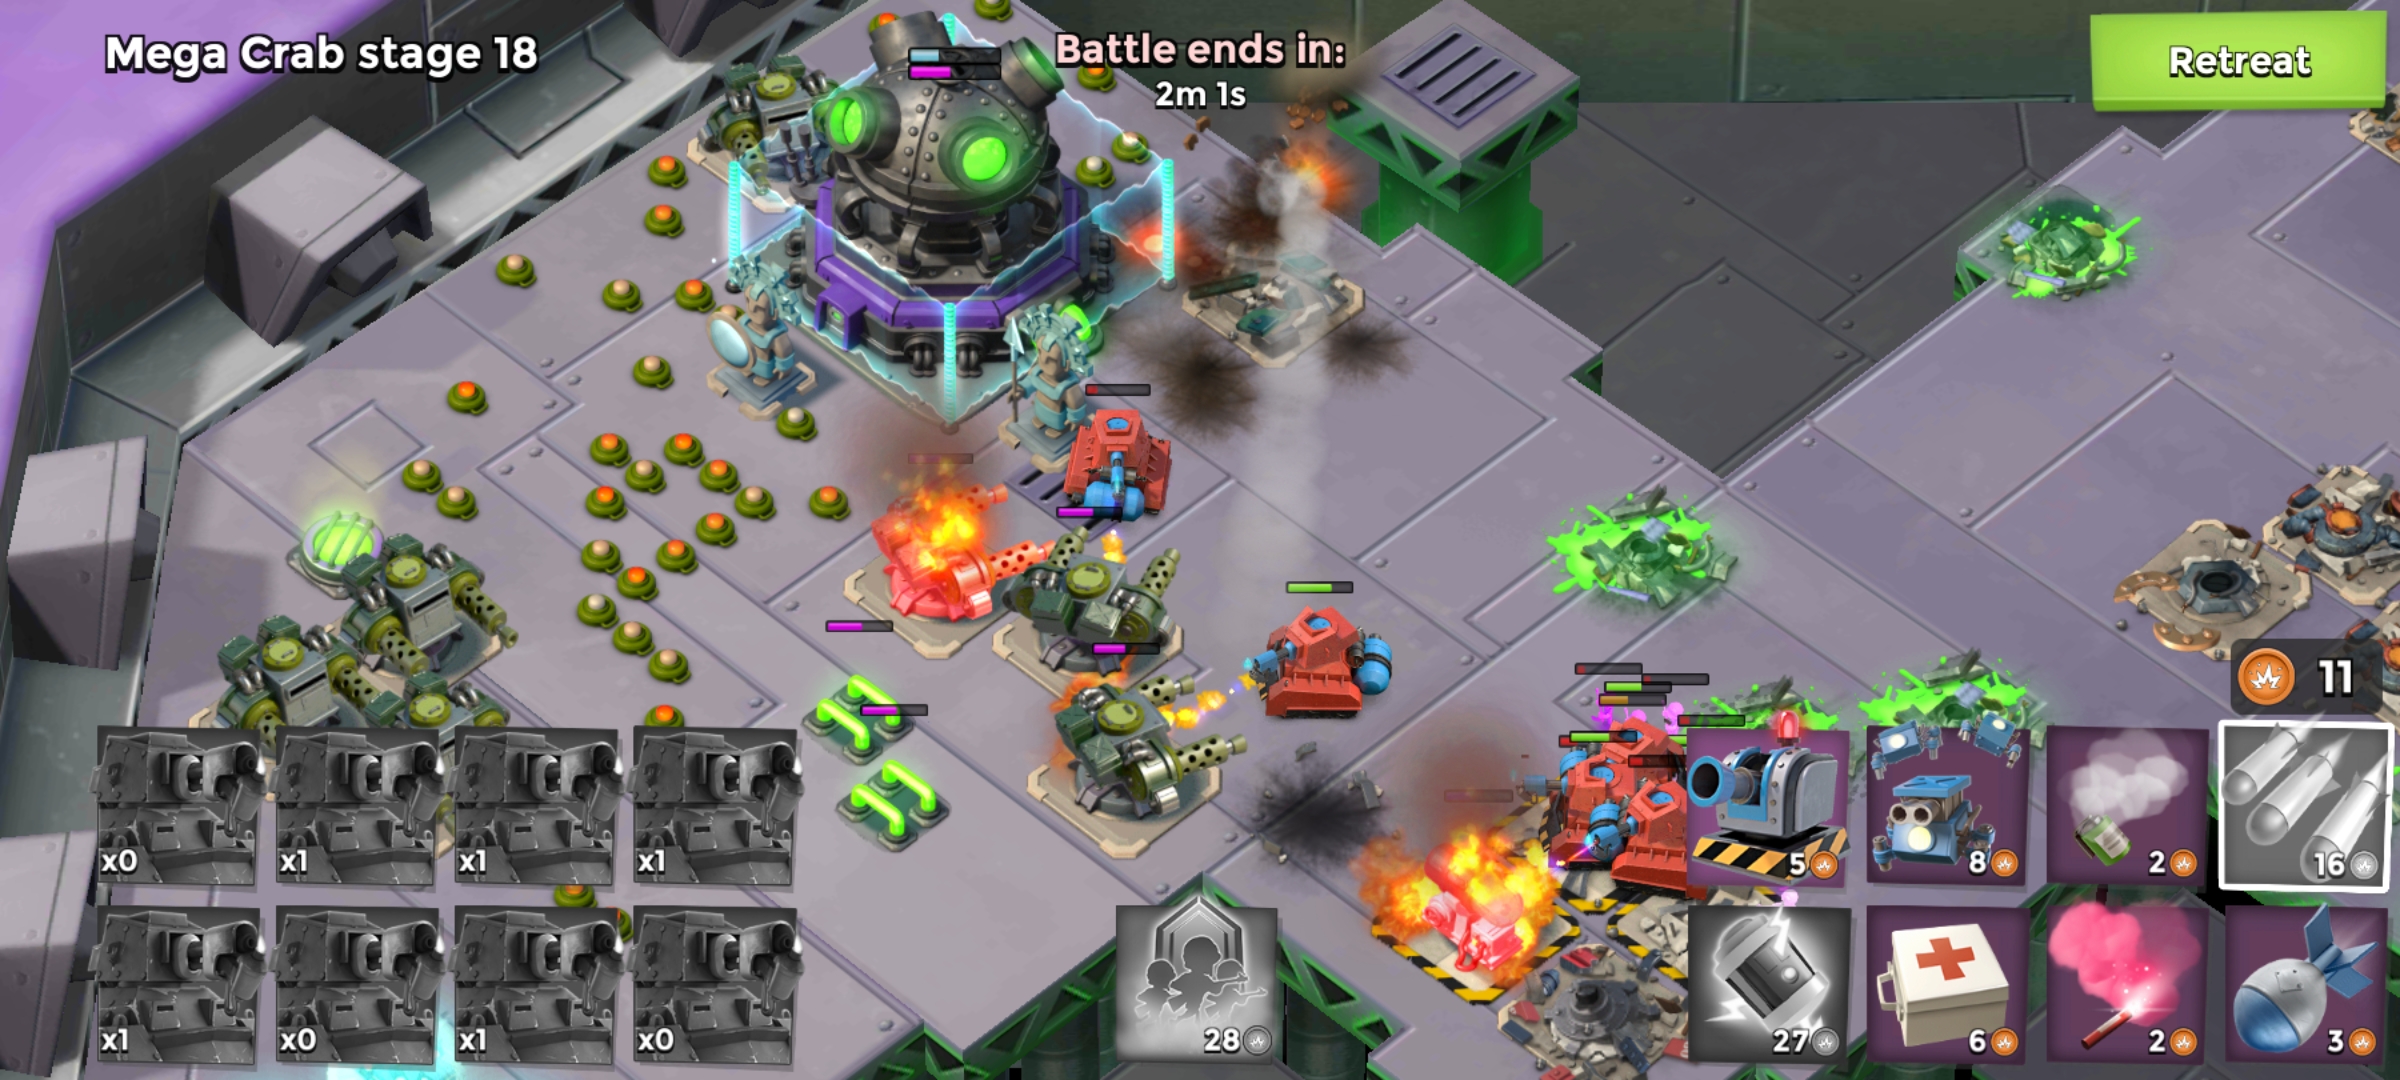 Mega Crab stage 18
Battle ends in:
2m 1s
Retreat
11
x0
x1
x1
x1
5
8
2
16
x1
x0
x1
x0
28
27
6
2
3